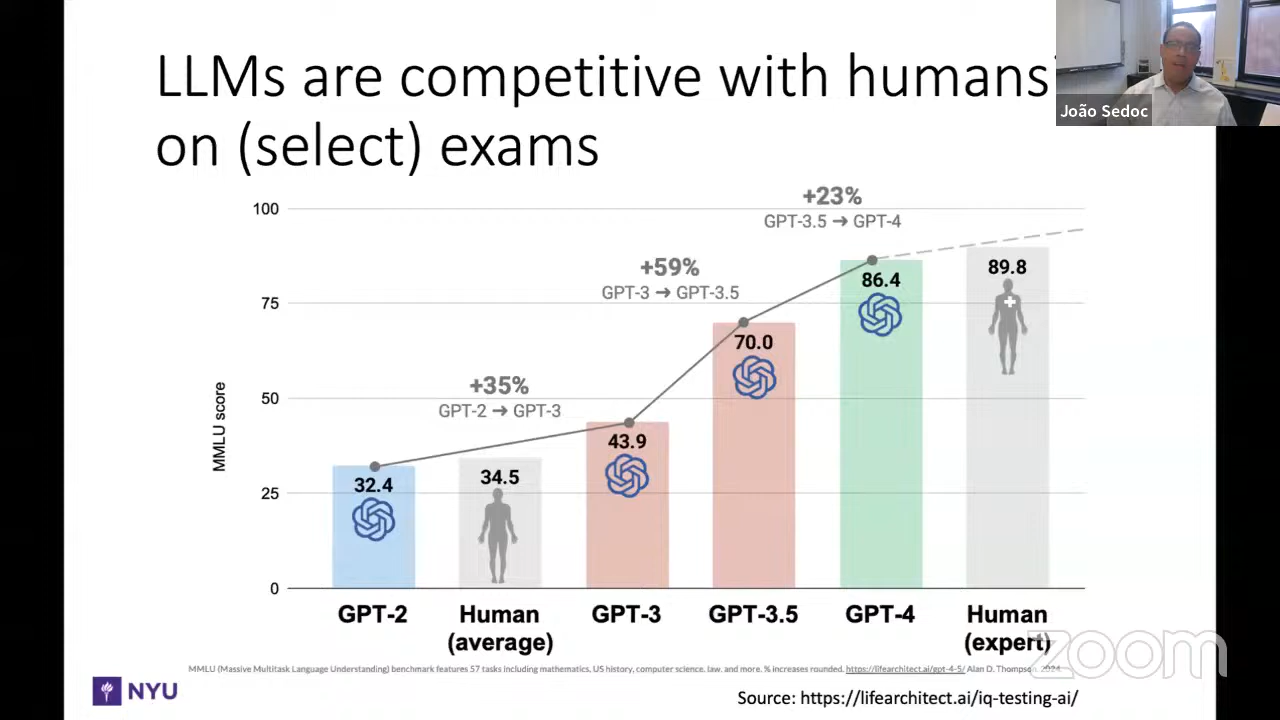 LLMs are competitive with humans
on (select) exams
João Sedoc
+23%
GPT-3.5 → GPT-4
100
+59%
GPT-3 → GPT-3.5
89.8
86.4
75
70.0
+35%
GPT-2 → GPT-3
50
MMLU score
43.9
34.5
32.4
25
0
GPT-2
Human
(average)
GPT-3
GPT-3.5
GPT-4
Human
(expert)
zoom
MMLU (Massive Multitask Language Understanding) benchmark features 57 tasks including mathematics, US history, computer science, law, and more. % increases rounded. https://lifearchitect.ai/gpt-4-5/ Alan D. Thompson. 2024.
NYU
Source: https://lifearchitect.ai/iq-testing-ai/